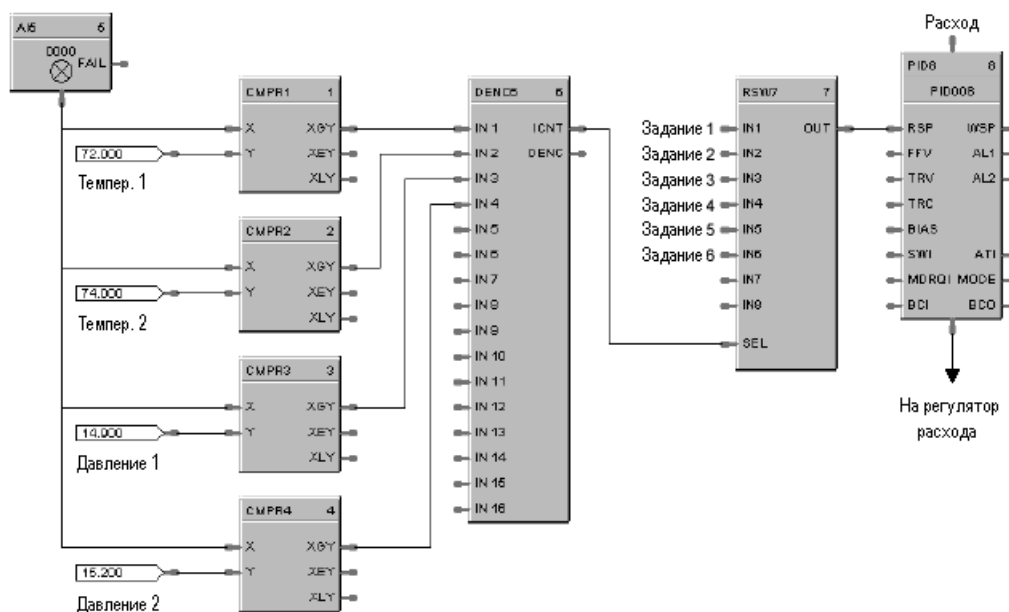 AI5 5
0000
FAIL
72.000
Темпер. 1
74.000
Темпер. 2
14.900
Давление 1
15.200
Давление 2
CMPR1 1
X XGY
Y XEY
XLY
CMPR2 2
X XGY
Y XEY
XLY
CMPR3 3
X XGY
Y XEY
XLY
CMPR4 4
X XGY
Y XEY
XLY
DENC6 6
IN 1 ICNT
IN 2 DENC
IN 3
IN 4
IN 5
IN 6
IN 7
IN 8
IN 9
IN 10
IN 11
IN 12
IN 13
IN 14
IN 15
IN 16
Задание 1
Задание 2
Задание 3
Задание 4
Задание 5
Задание 6
RSW7 7
IN1 OUT
IN2
IN3
IN4
IN5
IN6
IN7
IN8
SEL
Расход
PID8 8
PID008
RSP WSP
FFV AL1
TRV AL2
TRC
BIAS
SWI ATI
MDRQI MODE
BCI BCO
На регулятор
расхода